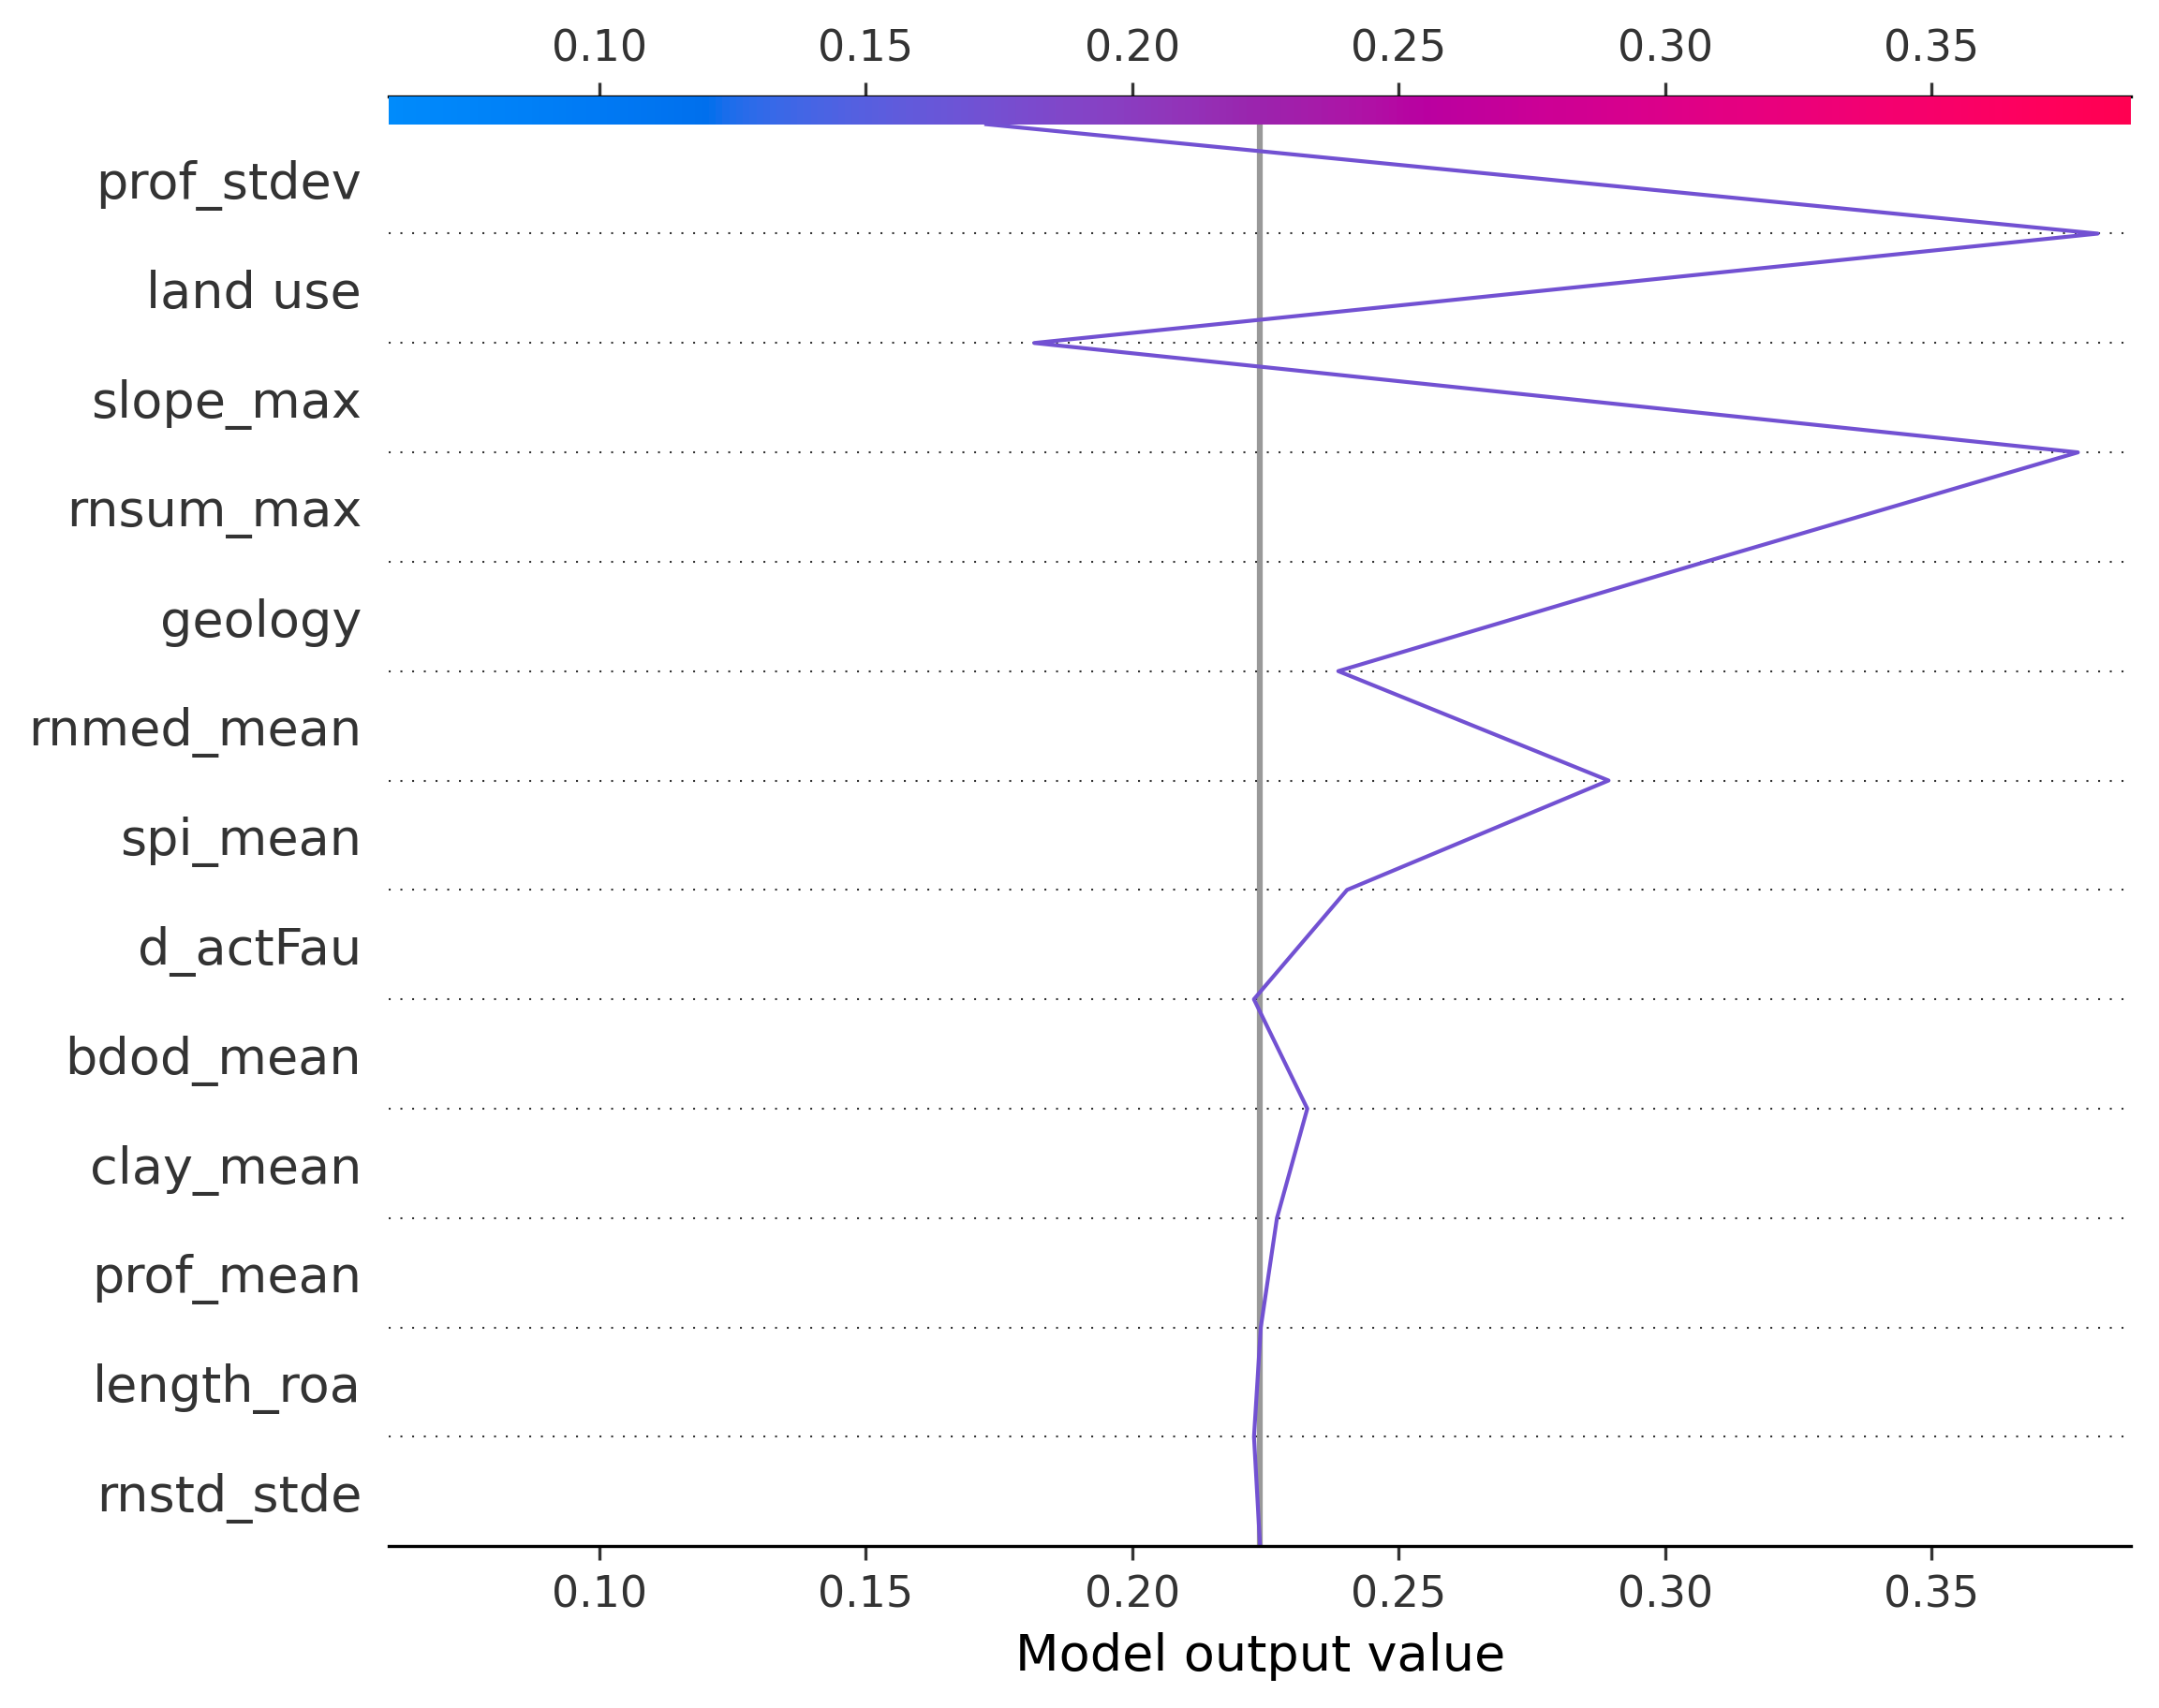 0.10 0.15 0.20 0.25 0.30 0.35
prof_stdev
land use
slope_max
rnsum_max
geology
rnmed_mean
spi_mean
d_actFau
bdod_mean
clay_mean
prof_mean
length_roa
rnstd_stde
0.10 0.15 0.20 0.25 0.30 0.35
Model output value